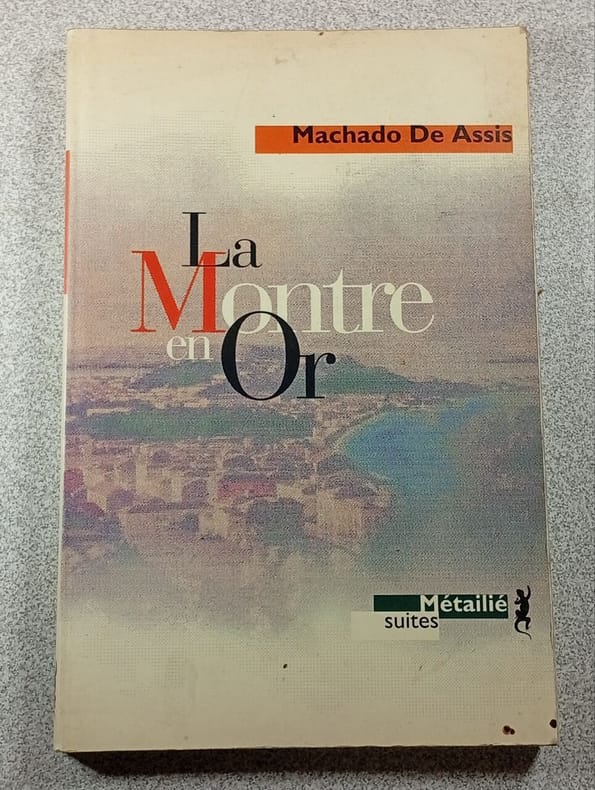 Machado De Assis
La
Montre
en Or
Métailié
suites